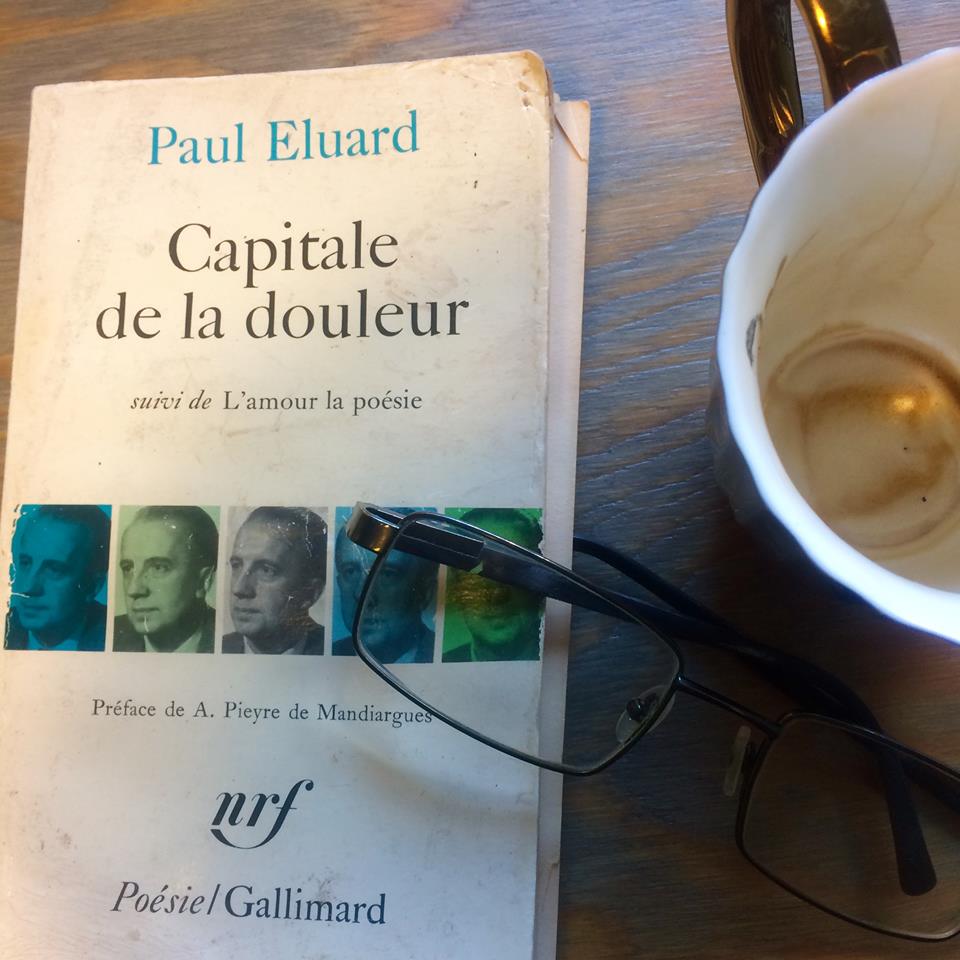 Paul Eluard
Capitale
de la douleur
suivi de L'amour la poésie
Préface de A. Pieyre de Mandiargues
nrf
Poésie/Gallimard